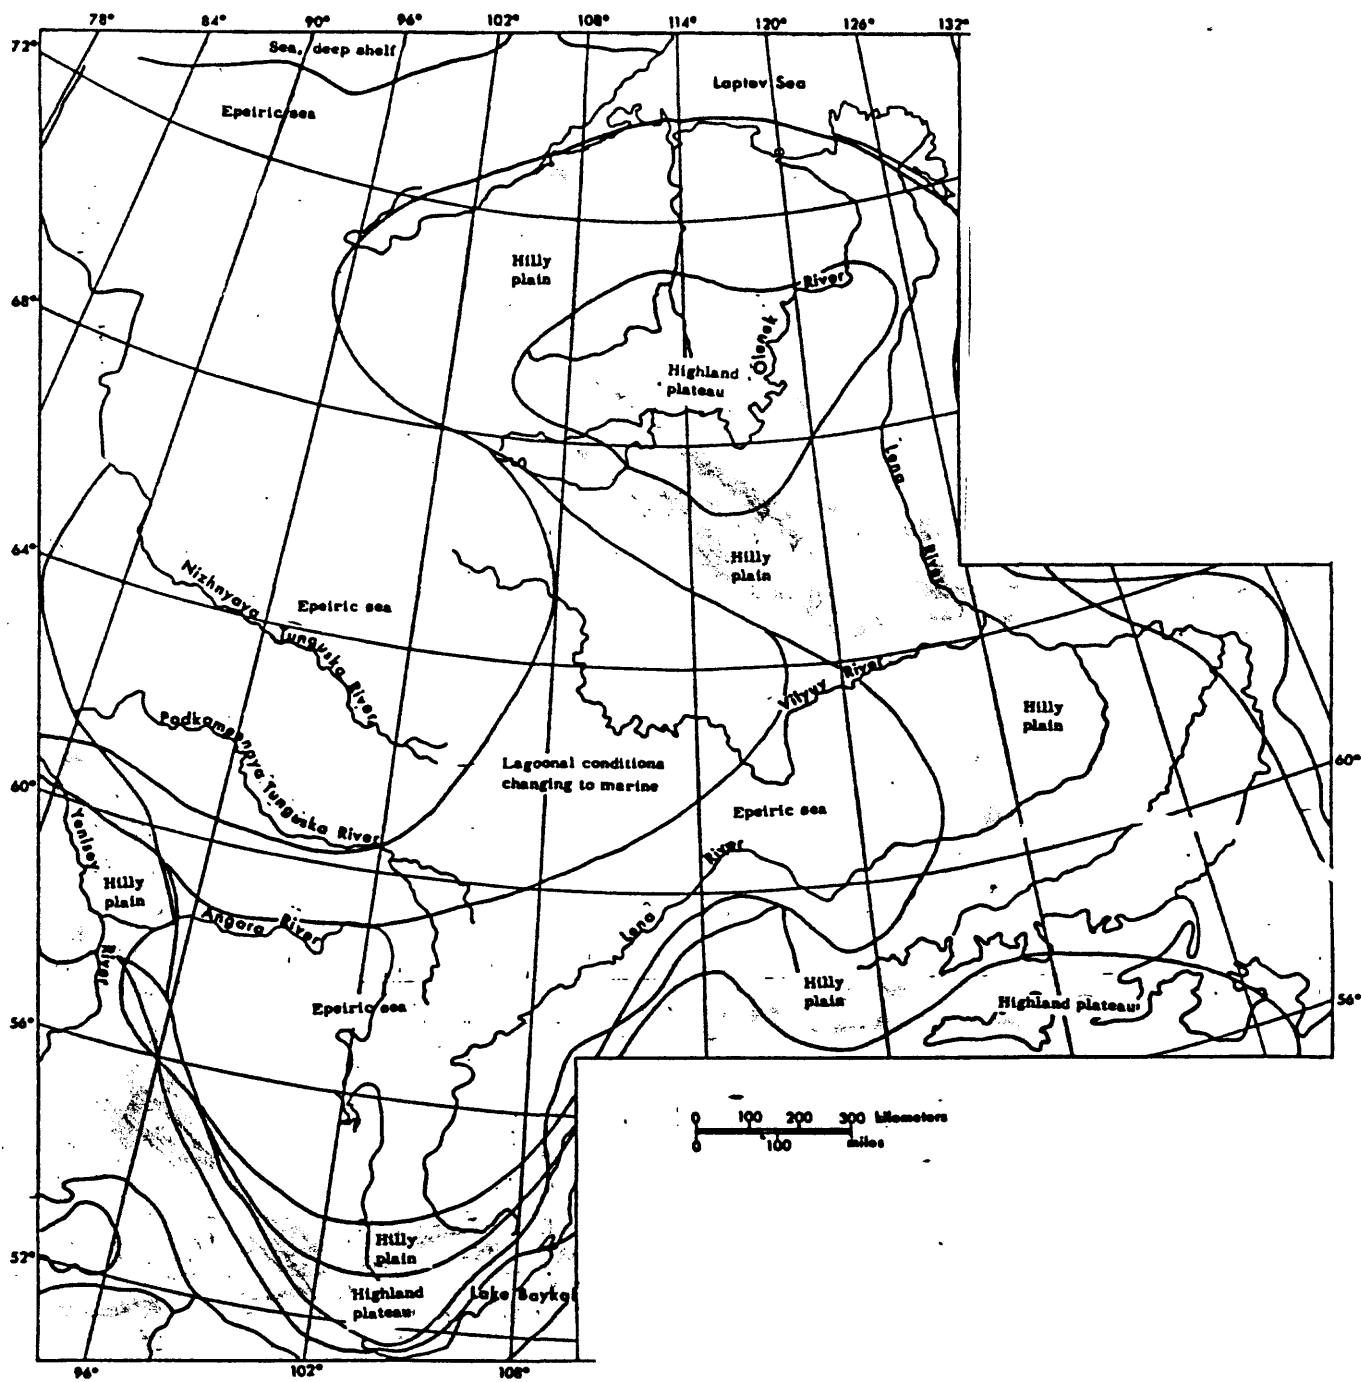 78° 84° 90° 96° 102° 108° 114° 120° 126° 132°
72°
Sea, deep shelf
Laptev Sea
Epeiric sea
Hilly
plain
River
68°
Olenek
Highland
plateau
Lena
River
64°
Hilly
plain
Nizhnyaya
Tunguska River
Epeiric sea
Vilyuy River
Hilly
plain
Podkamennaya Tunguska River
Lagoonal conditions
changing to marine
60°
60°
Epeiric sea
Yenisey
River
River
Hilly
plain
Angara River
Lena
Epeiric sea
Hilly
plain
Highland plateau
56°
56°
0 100 200 300 kilometers
0 100 miles
Hilly
plain
52°
Highland
plateau
Lake Baykal
96° 102° 108°